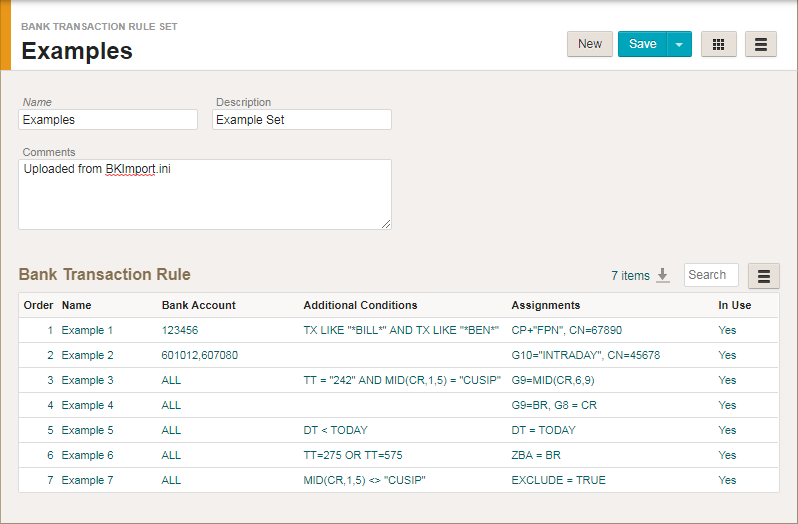 BANK TRANSACTION RULE SET
Examples
New Save
Name Description
Examples Example Set
Comments
Uploaded from BKImport.ini
Bank Transaction Rule 7 items Search
Order Name Bank Account Additional Conditions Assignments In Use
1 Example 1 123456 TX LIKE "*BILL*" AND TX LIKE "*BEN*" CP+"FPN", CN=67890 Yes
2 Example 2 601012,607080 G10="INTRADAY", CN=45678 Yes
3 Example 3 ALL TT = "242" AND MID(CR,1,5) = "CUSIP" G9=MID(CR,6,9) Yes
4 Example 4 ALL G9=BR, G8 = CR Yes
5 Example 5 ALL DT < TODAY DT = TODAY Yes
6 Example 6 ALL TT=275 OR TT=575 ZBA = BR Yes
7 Example 7 ALL MID(CR,1,5) <> "CUSIP" EXCLUDE = TRUE Yes